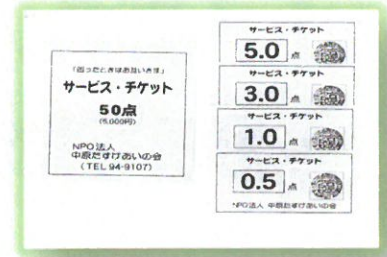 「困ったときはお互いさま」
サービス・チケット
50点
(5,000円)
NPO法人
中原たすけあいの会
(TEL 94-9107)
サービス・チケット
5.0 点
サービス・チケット
3.0 点
サービス・チケット
1.0 点
サービス・チケット
0.5 点
NPO法人 中原たすけあいの会